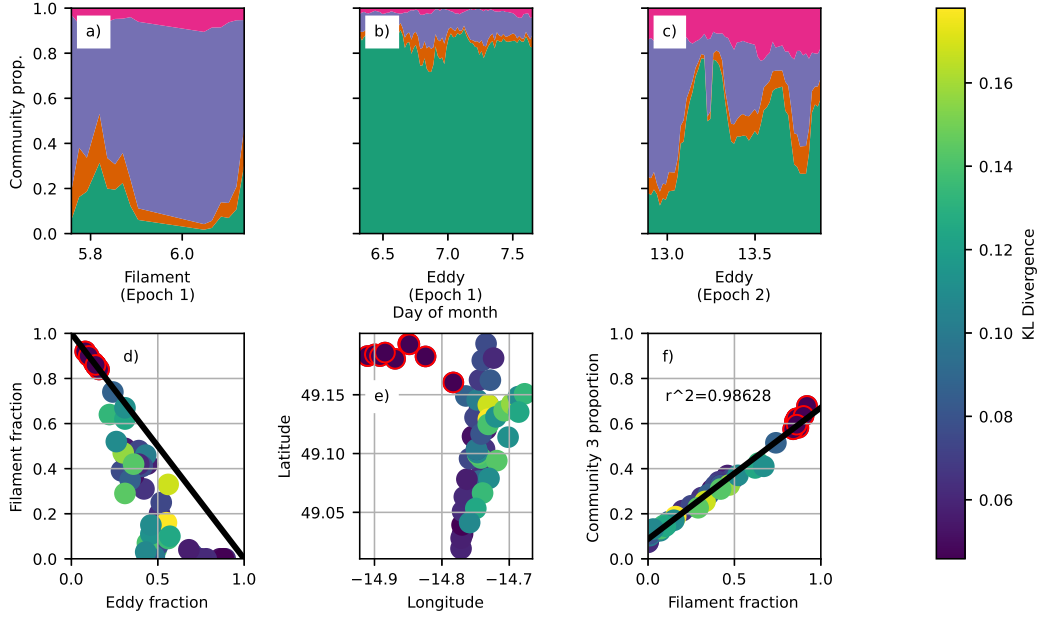 a)
b)
c)
Community prop.
1.0
0.8
0.6
0.4
0.2
0.0
5.8 6.0
6.5 7.0 7.5
13.0 13.5
Filament
(Epoch 1)
Eddy
(Epoch 1)
Day of month
Eddy
(Epoch 2)
d)
Filament fraction
1.0
0.8
0.6
0.4
0.2
0.0
0.0 0.5 1.0
Eddy fraction
e)
Latitude
49.15
49.10
49.05
−14.9 −14.8 −14.7
Longitude
f)
r^2=0.98628
Community 3 proportion
1.0
0.8
0.6
0.4
0.2
0.0
0.0 0.5 1.0
Filament fraction
0.16
0.14
0.12
0.10
0.08
0.06
KL Divergence